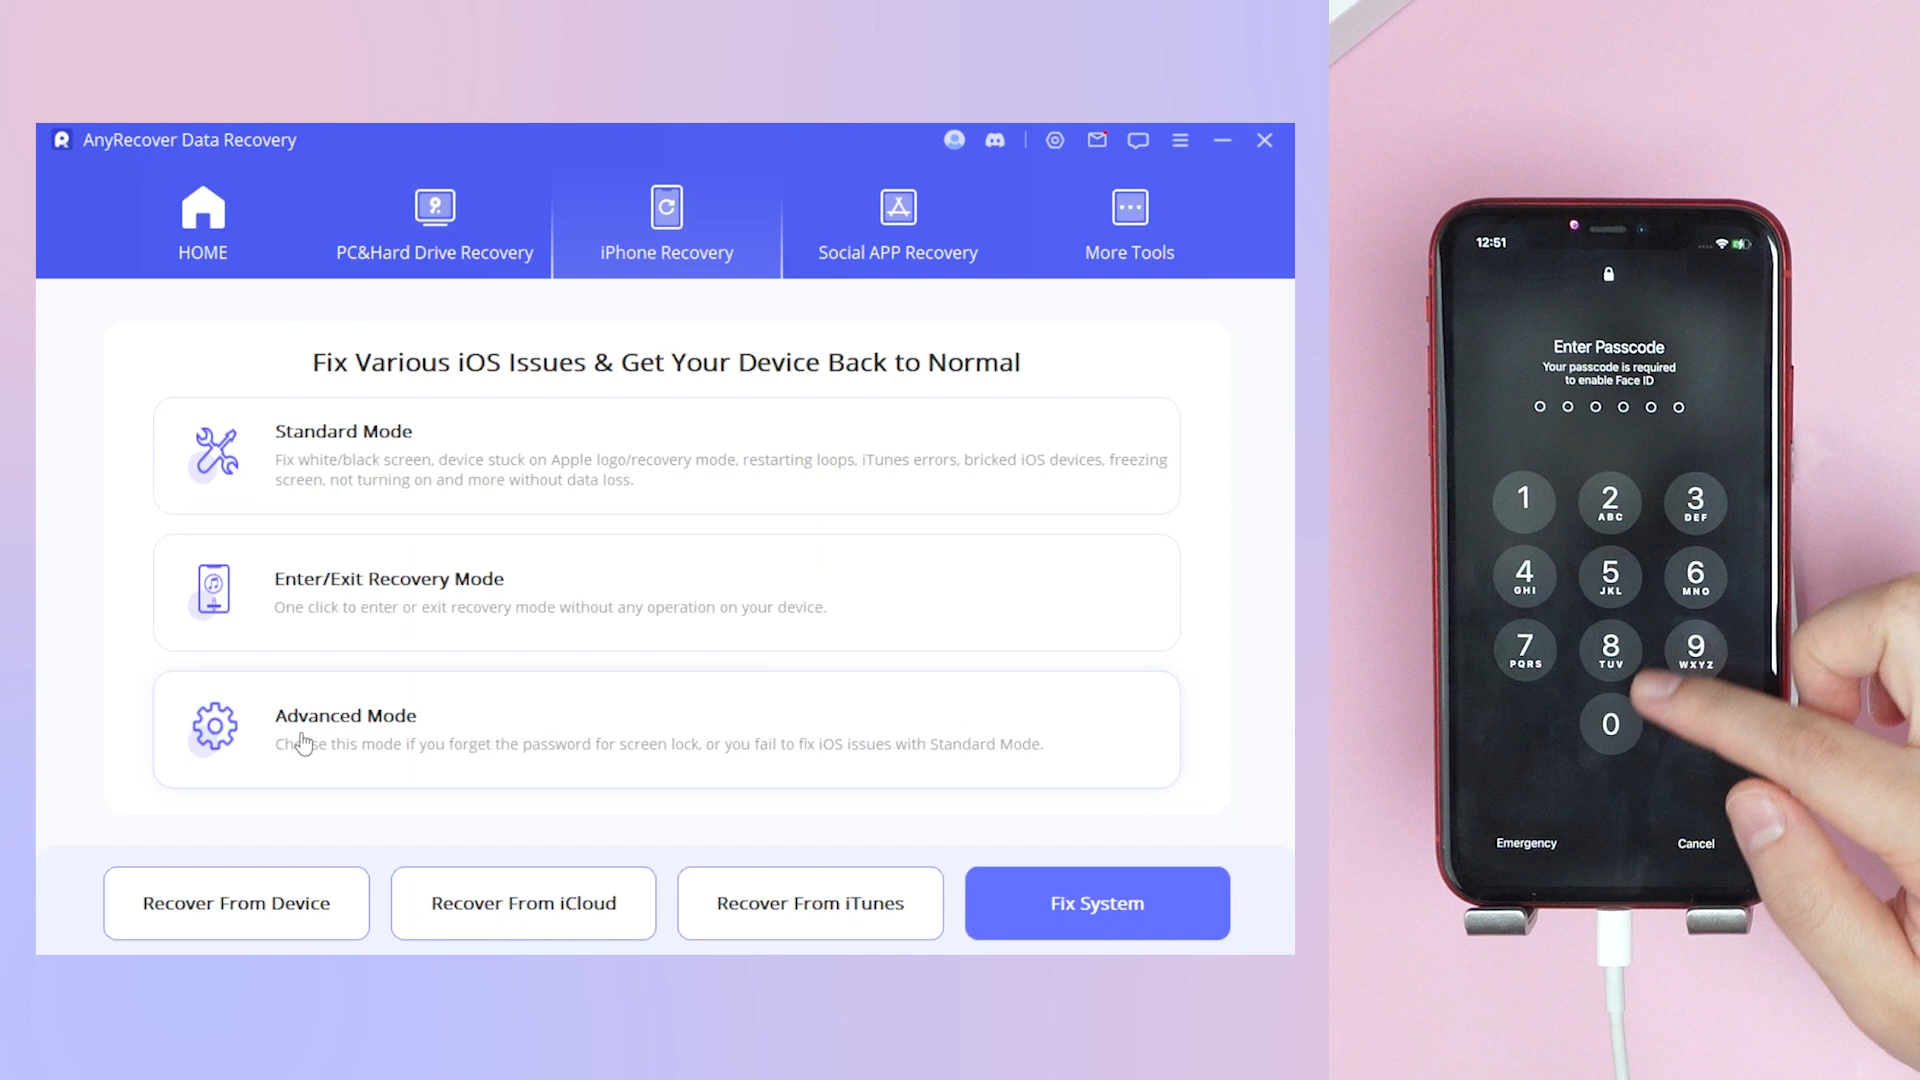 AnyRecover Data Recovery
HOME
PC&Hard Drive Recovery
iPhone Recovery
Social APP Recovery
More Tools
Fix Various iOS Issues & Get Your Device Back to Normal
Standard Mode
Fix white/black screen, device stuck on Apple logo/recovery mode, restarting loops, iTunes errors, bricked iOS devices, freezing
screen, not turning on and more without data loss.
Enter/Exit Recovery Mode
One click to enter or exit recovery mode without any operation on your device.
Advanced Mode
Choose this mode if you forget the password for screen lock, or you fail to fix iOS issues with Standard Mode.
Recover From Device
Recover From iCloud
Recover From iTunes
Fix System
12:51
Enter Passcode
Your passcode is required
to enable Face ID
1
2
ABC
3
DEF
4
GHI
5
JKL
6
MNO
7
PQRS
8
TUV
9
WXYZ
0
Emergency
Cancel